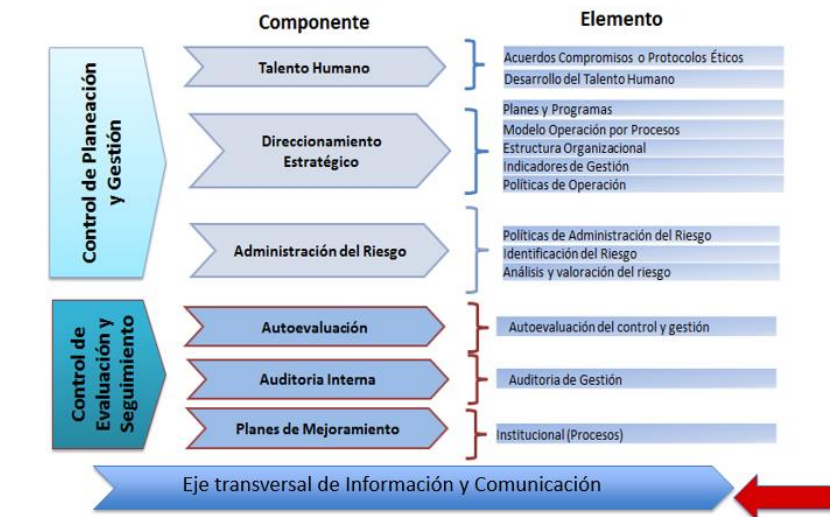 Componente
Elemento
Control de Planeación
y Gestión
Talento Humano
Acuerdos Compromisos o Protocolos Éticos
Desarrollo del Talento Humano
Direccionamiento
Estratégico
Planes y Programas
Modelo Operación por Procesos
Estructura Organizacional
Indicadores de Gestión
Políticas de Operación
Administración del Riesgo
Políticas de Administración del Riesgo
Identificación del Riesgo
Análisis y valoración del riesgo
Control de
Evaluación y
Seguimiento
Autoevaluación
Autoevaluación del control y gestión
Auditoria Interna
Auditoria de Gestión
Planes de Mejoramiento
Institucional (Procesos)
Eje transversal de Información y Comunicación